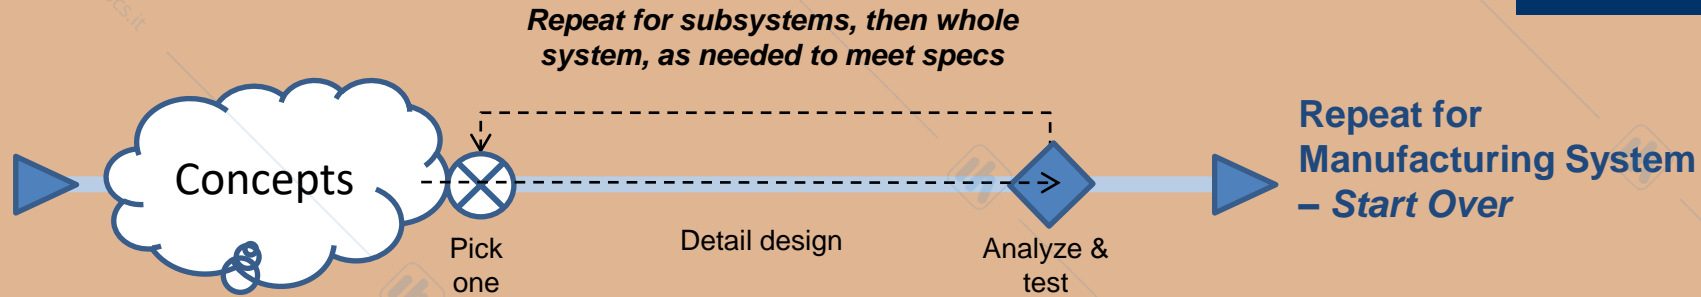 Repeat for subsystems, then whole
system, as needed to meet specs
Concepts
Pick
one
Detail design
Analyze &
test
Repeat for
Manufacturing System
– Start Over